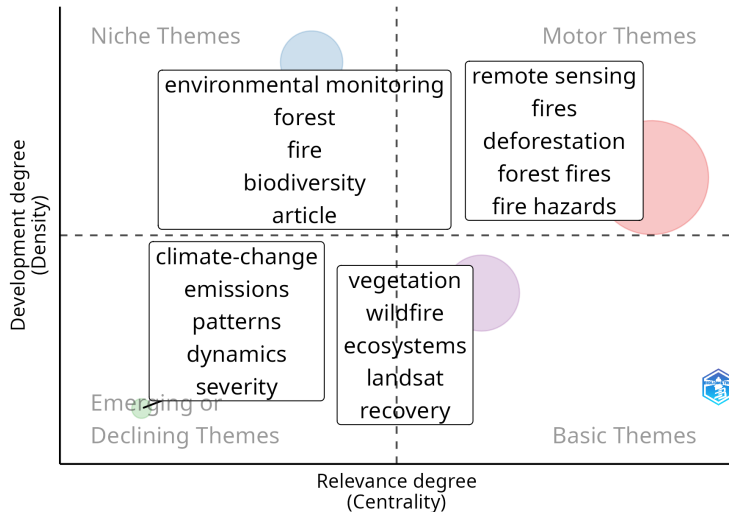 Niche Themes
Motor Themes
environmental monitoring
forest
fire
biodiversity
article
remote sensing
fires
deforestation
forest fires
fire hazards
climate-change
emissions
patterns
dynamics
severity
vegetation
wildfire
ecosystems
landsat
recovery
Emerging or
Declining Themes
Basic Themes
Development degree
(Density)
Relevance degree
(Centrality)